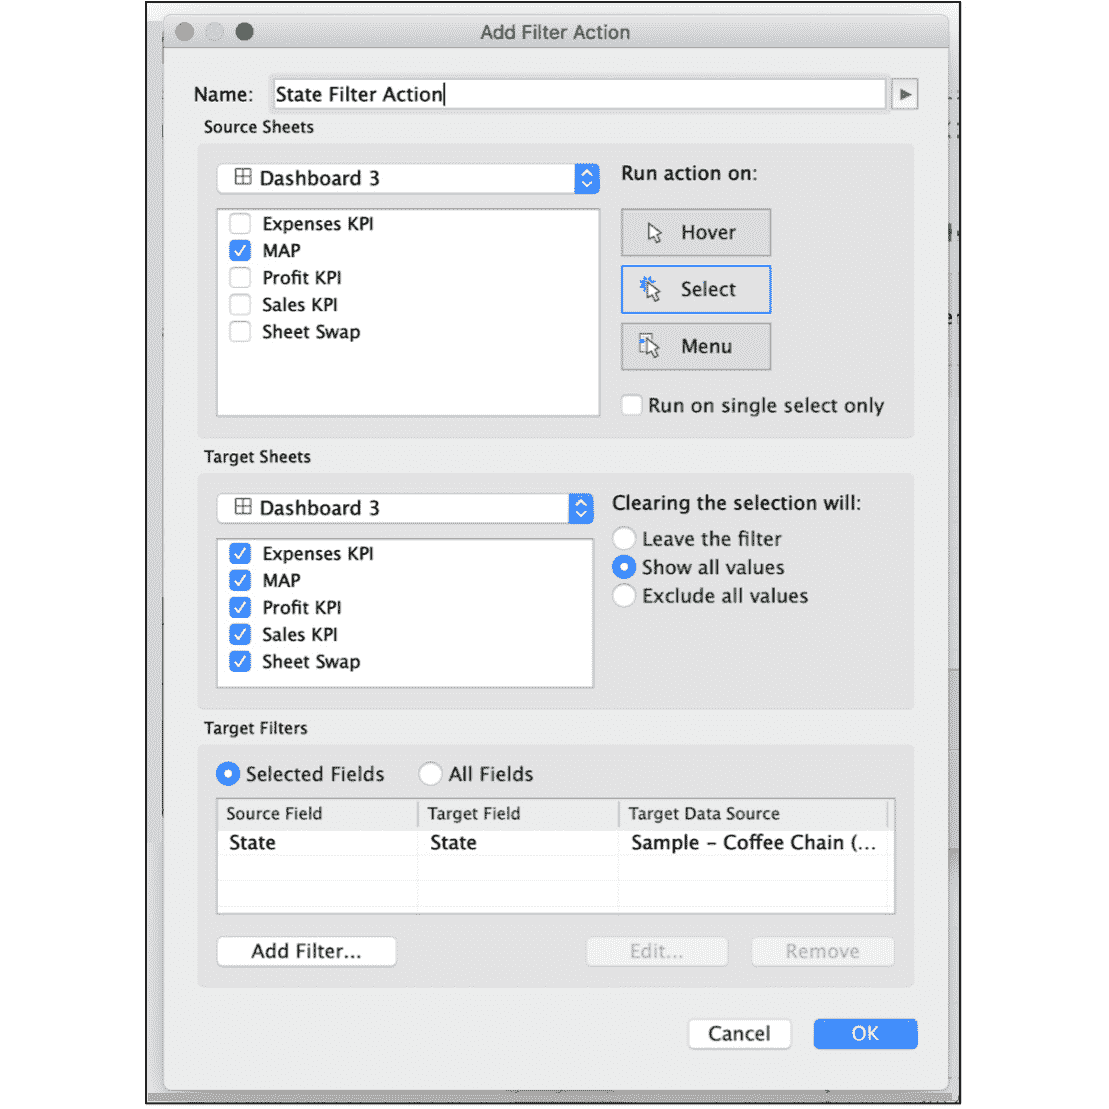 Add Filter Action
Name: State Filter Action
Source Sheets
Dashboard 3
Expenses KPI
MAP
Profit KPI
Sales KPI
Sheet Swap
Run action on:
Hover
Select
Menu
Run on single select only
Target Sheets
Dashboard 3
Expenses KPI
MAP
Profit KPI
Sales KPI
Sheet Swap
Clearing the selection will:
Leave the filter
Show all values
Exclude all values
Target Filters
Selected Fields All Fields
Source Field Target Field Target Data Source
State State Sample - Coffee Chain (...
Add Filter... Edit... Remove
Cancel OK